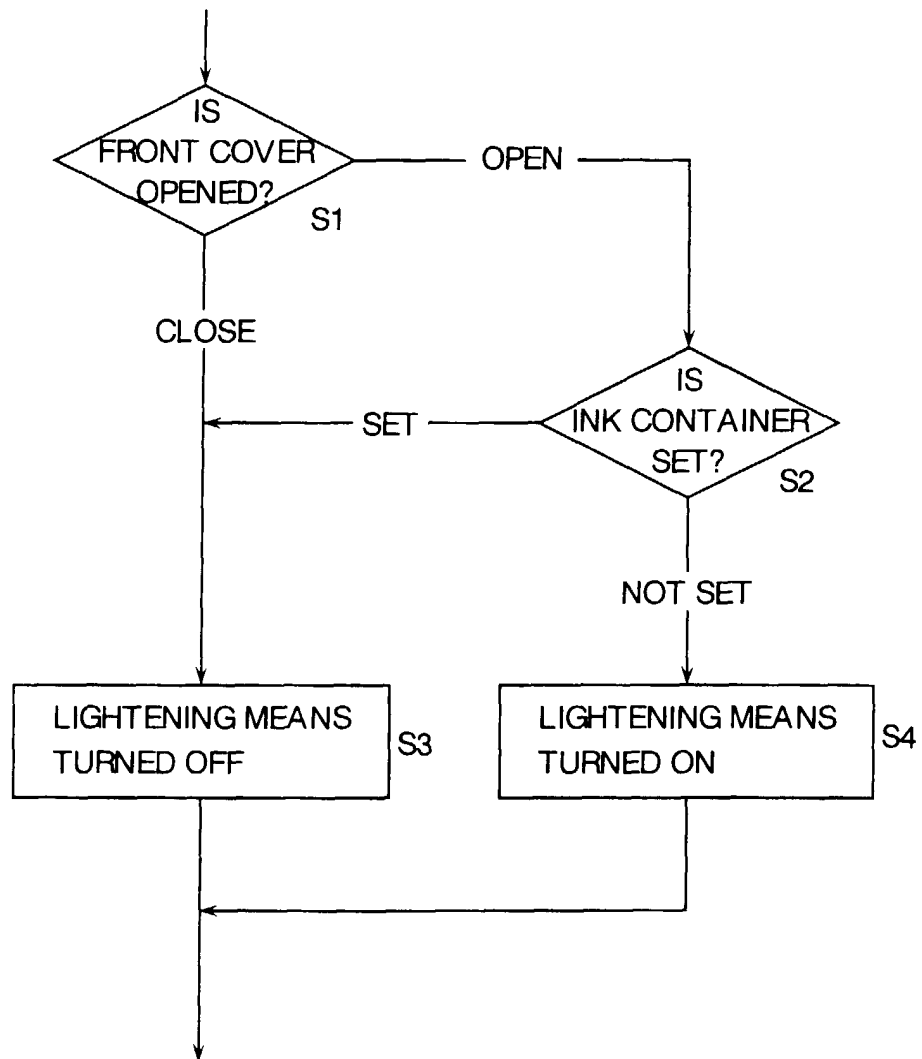 IS
FRONT COVER
OPENED?
S1
OPEN
CLOSE
IS
INK CONTAINER
SET?
S2
SET
NOT SET
LIGHTENING MEANS
TURNED OFF
S3
LIGHTENING MEANS
TURNED ON
S4